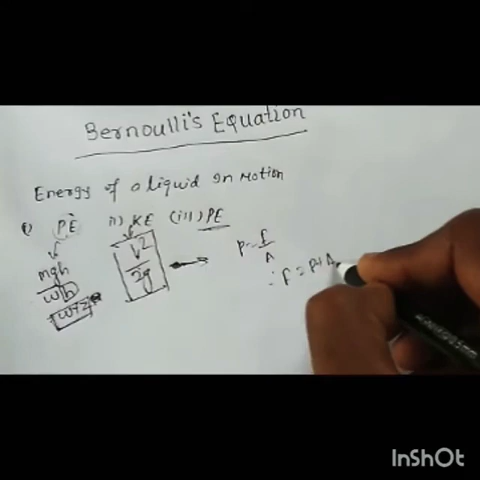 Bernoulli's Equation
Energy of a liquid In Motion
i) PE ii) KE (iii) PE
mgh
wh
V²/2g
P = F/A
∴ F = P×A
InShOt